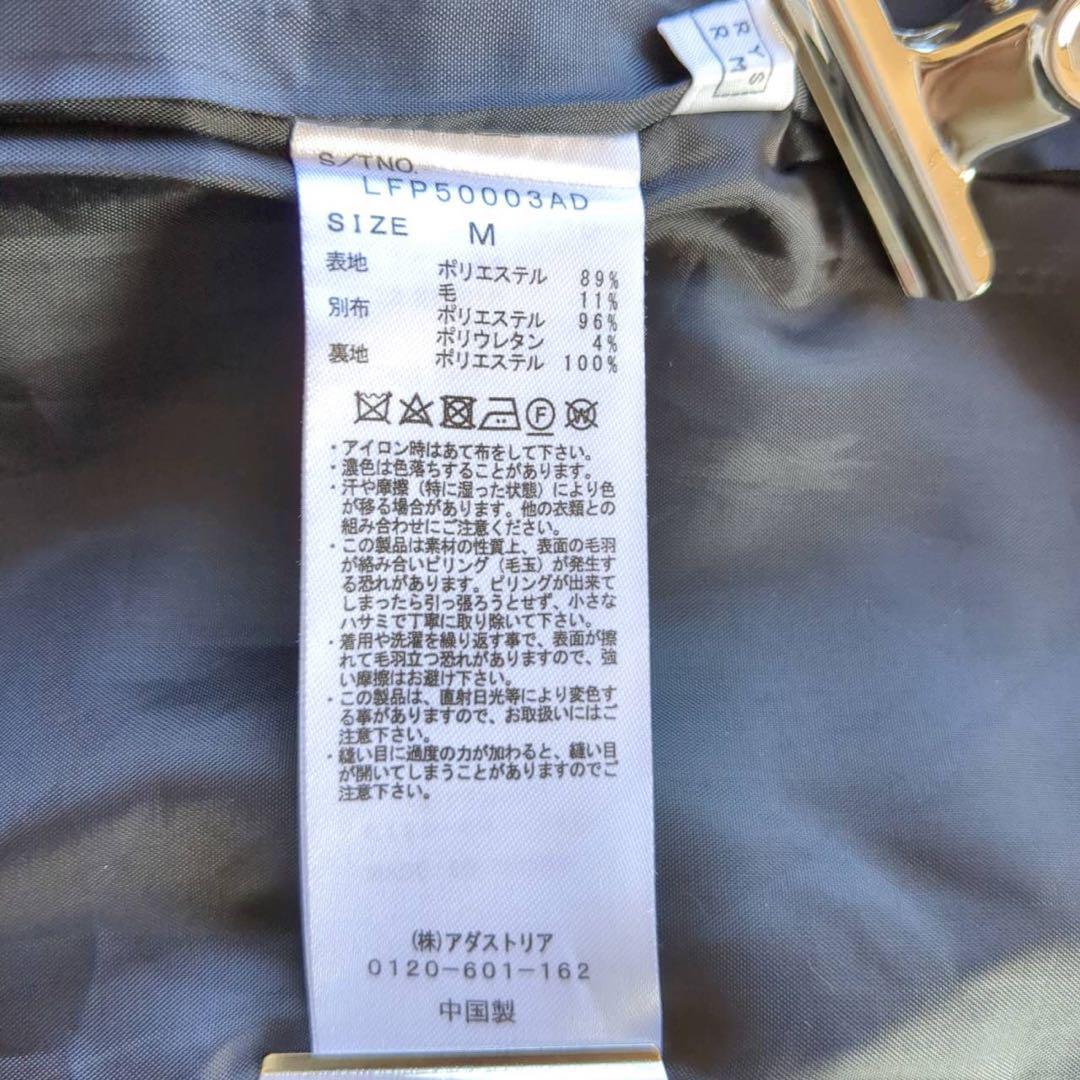 S/TNO.
LFP50003AD
SIZE M
表地 ポリエステル 89%
毛 11%
別布 ポリエステル 96%
ポリウレタン 4%
裏地 ポリエステル 100%
F W
・アイロン時はあて布をして下さい。
・濃色は色落ちすることがあります。
・汗や摩擦（特に湿った状態）により色
が移る場合があります。他の衣類との
組み合わせにご注意ください。
・この製品は素材の性質上、表面の毛羽
が絡み合いピリング（毛玉）が発生す
る恐れがあります。ピリングが出来て
しまったら引っ張ろうとせず、小さな
ハサミで丁寧に取り除いて下さい。
・着用や洗濯を繰り返す事で、表面が擦
れて毛羽立つ恐れがありますので、強
い摩擦はお避け下さい。
・この製品は、直射日光等により変色す
る事がありますので、お取扱いにはご
注意下さい。
・縫い目に過度の力が加わると、縫い目
が開いてしまうことがありますのでご
注意下さい。
(株)アダストリア
0120-601-162
中国製